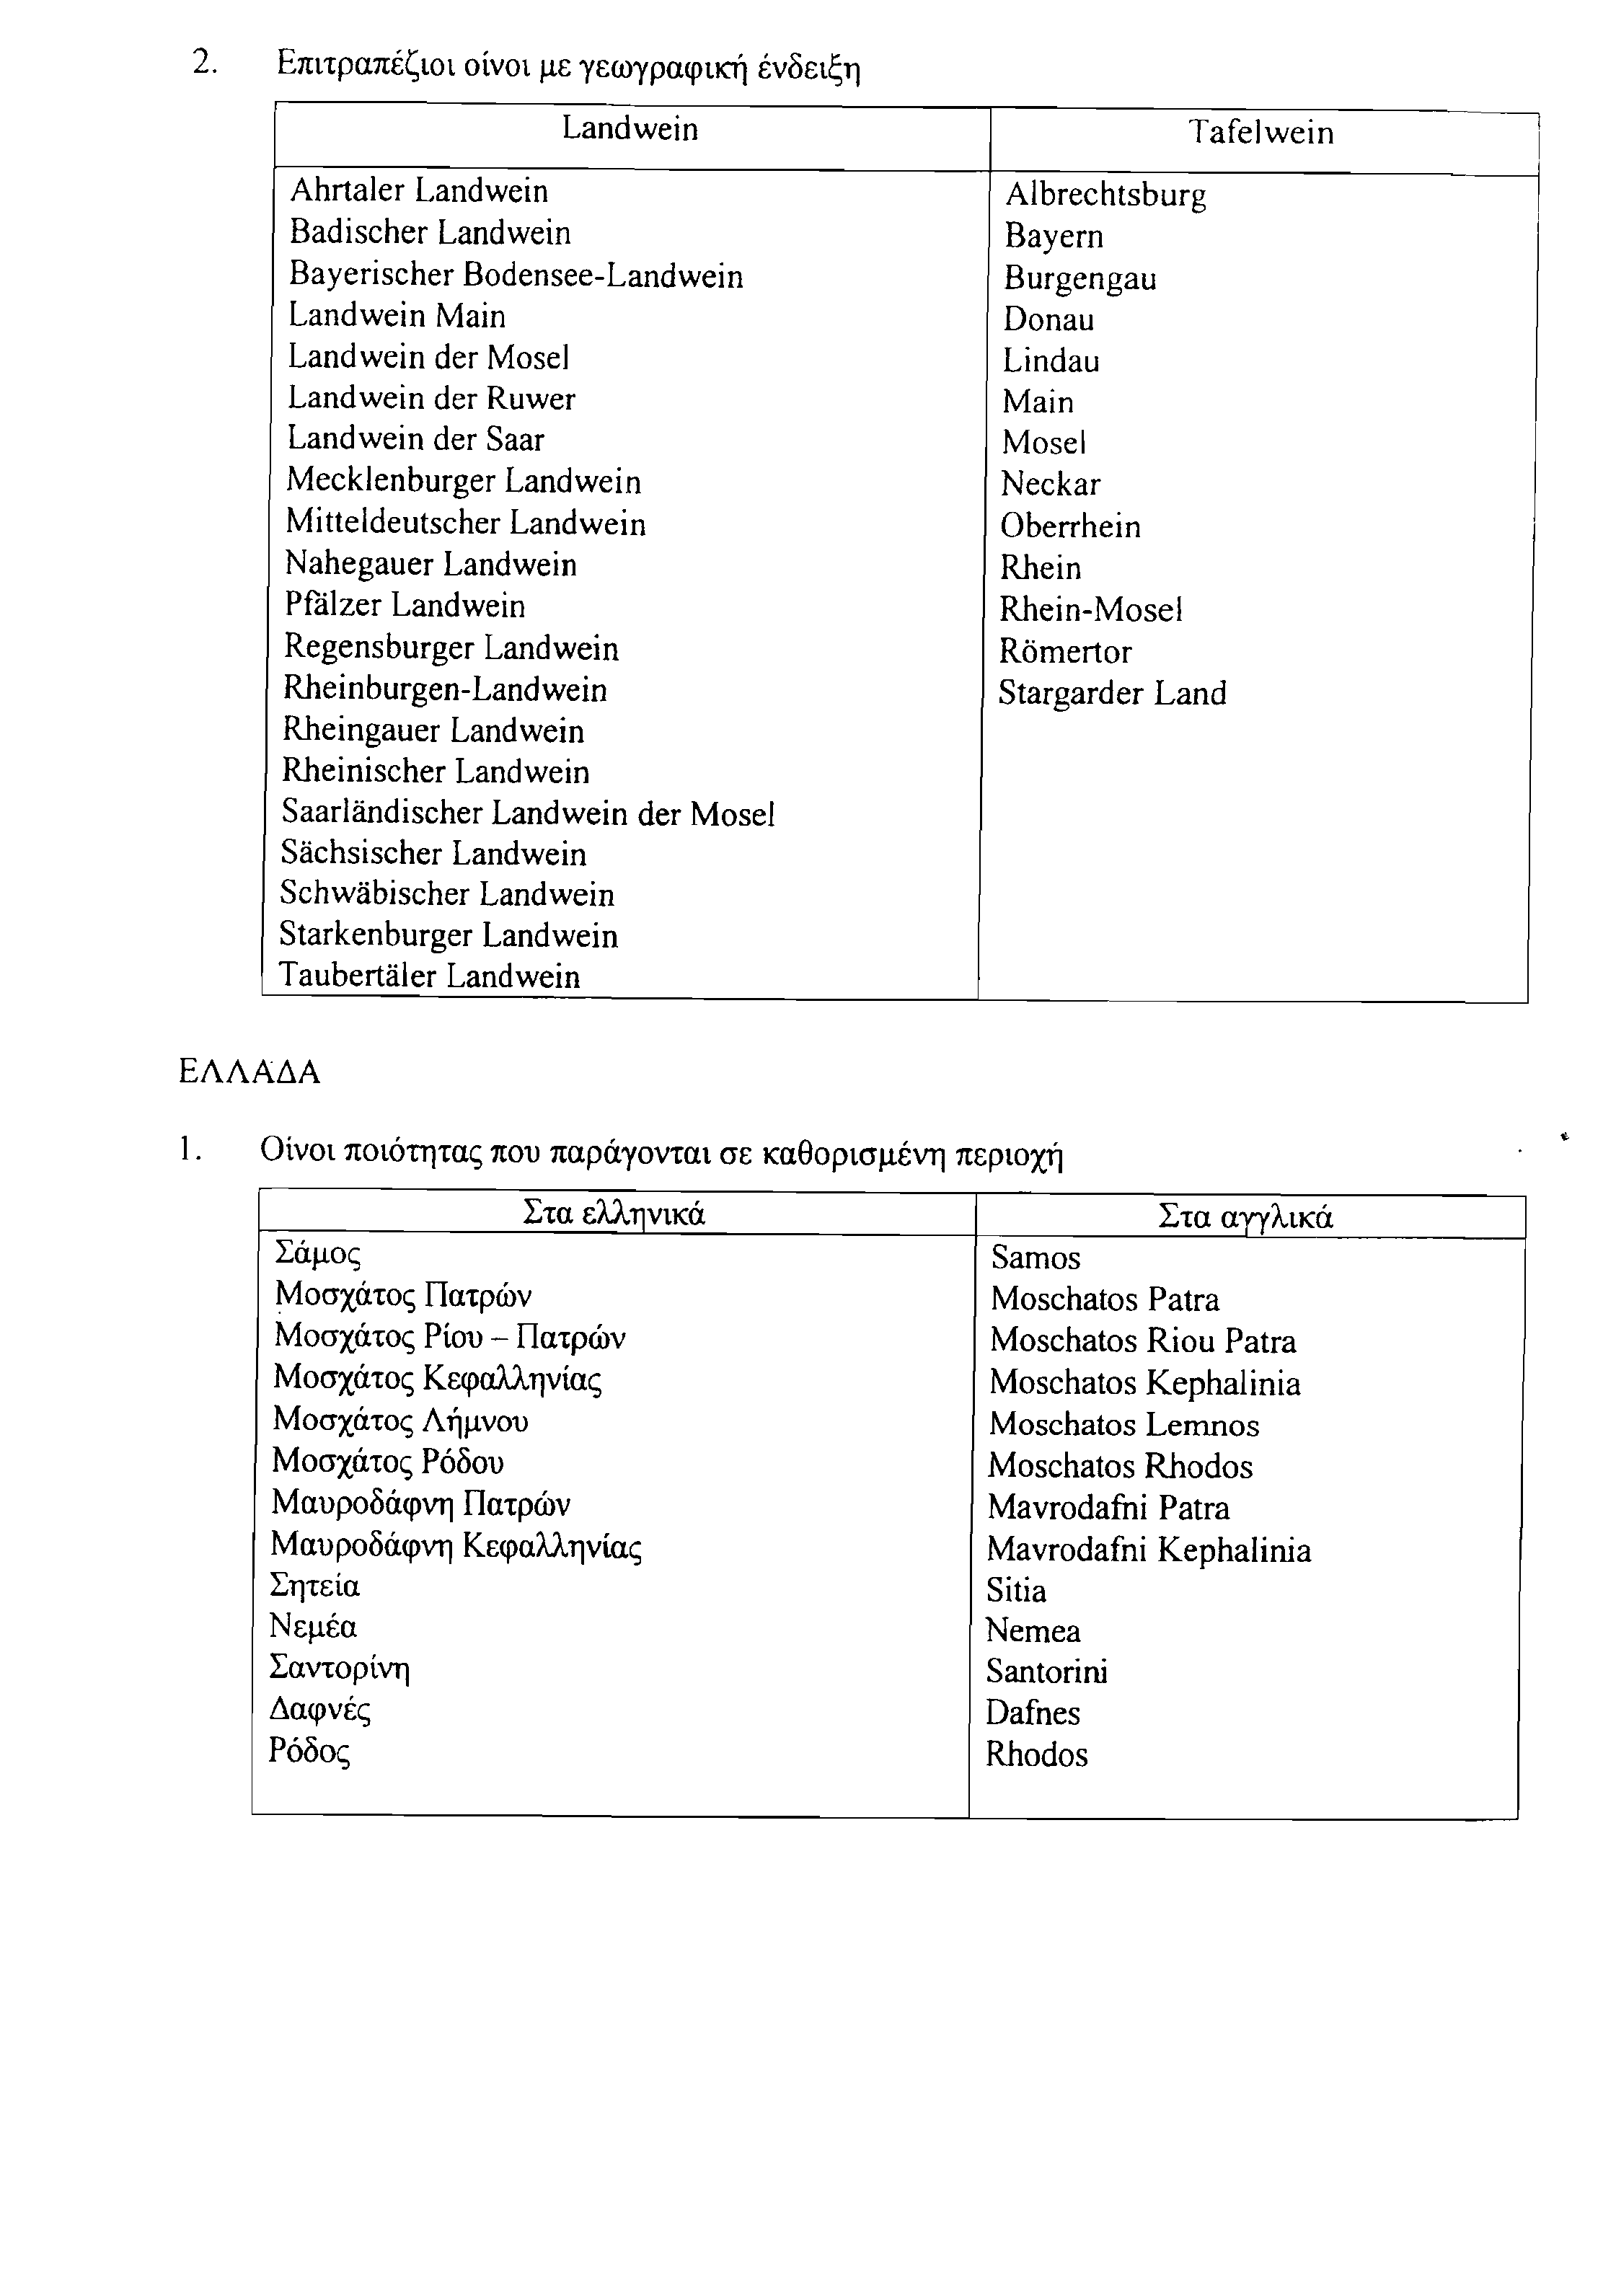 2. Επιτραπέζιοι οίνοι με γεωγραφική ένδειξη
Landwein Tafelwein
Ahrtaler Landwein Albrechtsburg
Badischer Landwein Bayern
Bayerischer Bodensee-Landwein Burgengau
Landwein Main Donau
Landwein der Mosel Lindau
Landwein der Ruwer Main
Landwein der Saar Mosel
Mecklenburger Landwein Neckar
Mitteldeutscher Landwein Oberrhein
Nahegauer Landwein Rhein
Pfälzer Landwein Rhein-Mosel
Regensburger Landwein Römertor
Rheinburgen-Landwein Stargarder Land
Rheingauer Landwein
Rheinischer Landwein
Saarländischer Landwein der Mosel
Sächsischer Landwein
Schwäbischer Landwein
Starkenburger Landwein
Taubertäler Landwein
ΕΛΛΑΔΑ
1. Οίνοι ποιότητας που παράγονται σε καθορισμένη περιοχή
Στα ελληνικά Στα αγγλικά
Σάμος Samos
Μοσχάτος Πατρών Moschatos Patra
Μοσχάτος Ρίου – Πατρών Moschatos Riou Patra
Μοσχάτος Κεφαλληνίας Moschatos Kephalinia
Μοσχάτος Λήμνου Moschatos Lemnos
Μοσχάτος Ρόδου Moschatos Rhodos
Μαυροδάφνη Πατρών Mavrodafni Patra
Μαυροδάφνη Κεφαλληνίας Mavrodafni Kephalinia
Σητεία Sitia
Νεμέα Nemea
Σαντορίνη Santorini
Δαφνές Dafnes
Ρόδος Rhodos